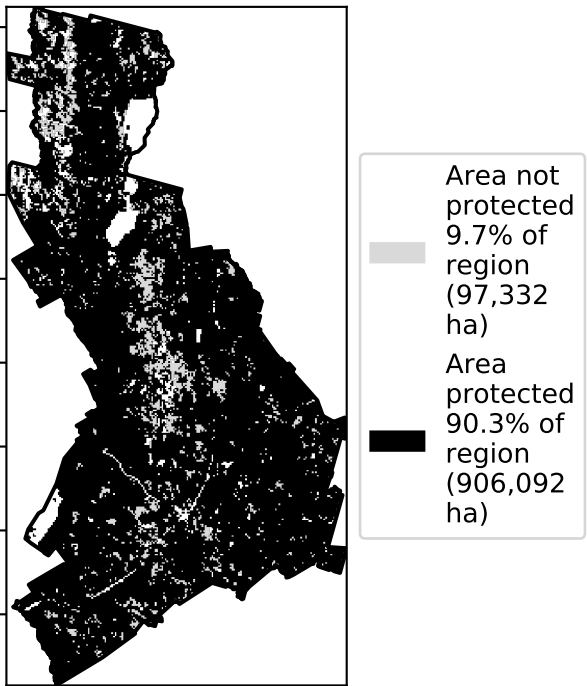 Area not
protected
9.7% of
region
(97,332
ha)
Area
protected
90.3% of
region
(906,092
ha)